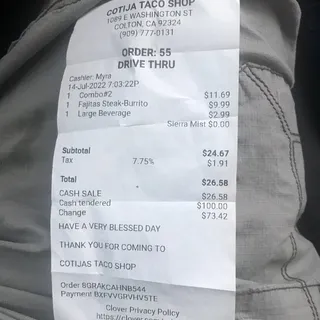 COTIJA TACO SHOP
1089 E WASHINGTON ST
COLTON, CA 92324
(909) 777-0131
ORDER: 55
DRIVE THRU
Cashier: Myra
14-Jul-2022 7:03:22P
1 Combo#2 $11.69
1 Fajitas Steak-Burrito $9.99
1 Large Beverage $2.99
Sierra Mist $0.00
Subtotal $24.67
Tax 7.75% $1.91
Total $26.58
CASH SALE $26.58
Cash tendered $100.00
Change $73.42
HAVE A VERY BLESSED DAY
THANK YOU FOR COMING TO
COTIJAS TACO SHOP
Order 8GRAKCAHNB544
Payment BXFVVGRVHV5TE
Clover Privacy Policy